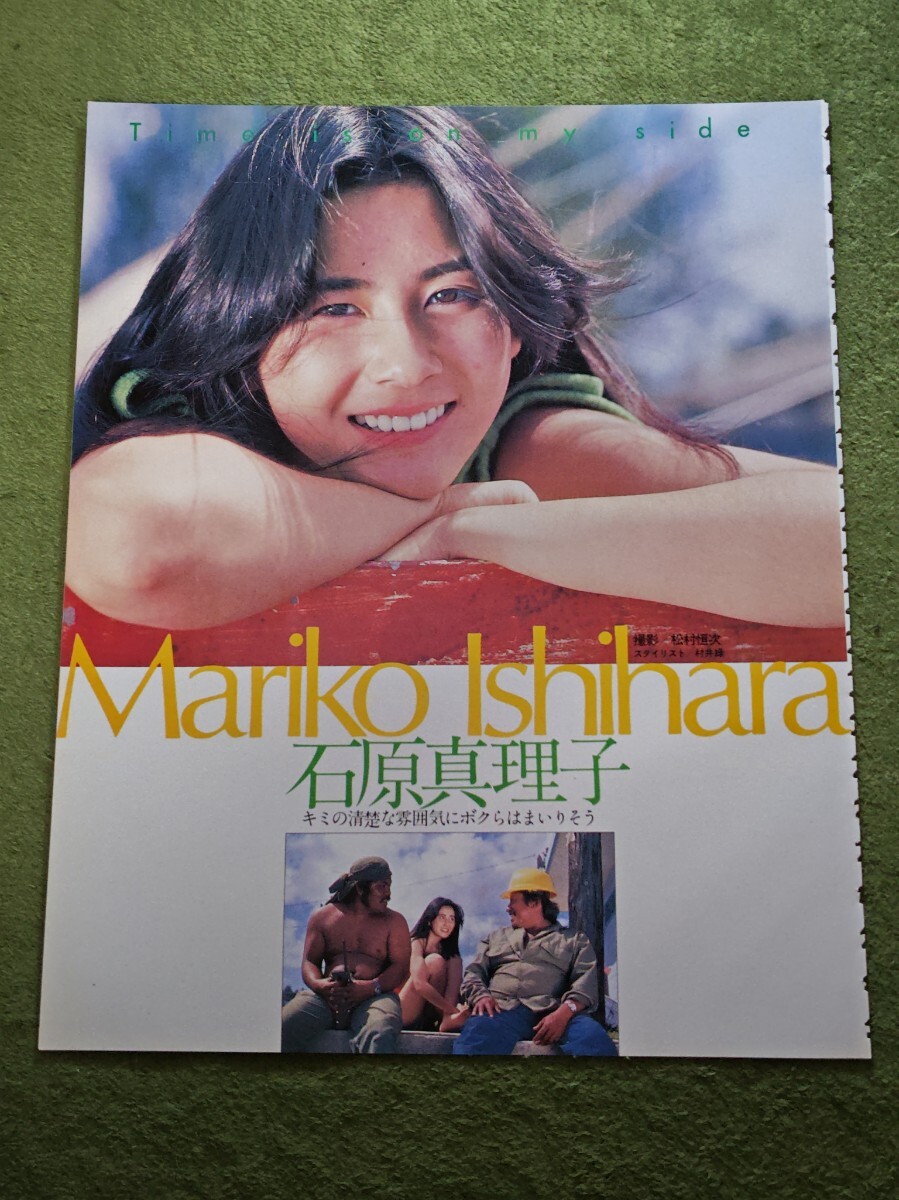 Time is on my side
撮影／松村恒次
スタイリスト／村井緑
Mariko Ishihara
石原真理子
キミの清楚な雰囲気にボクらはまいりそう